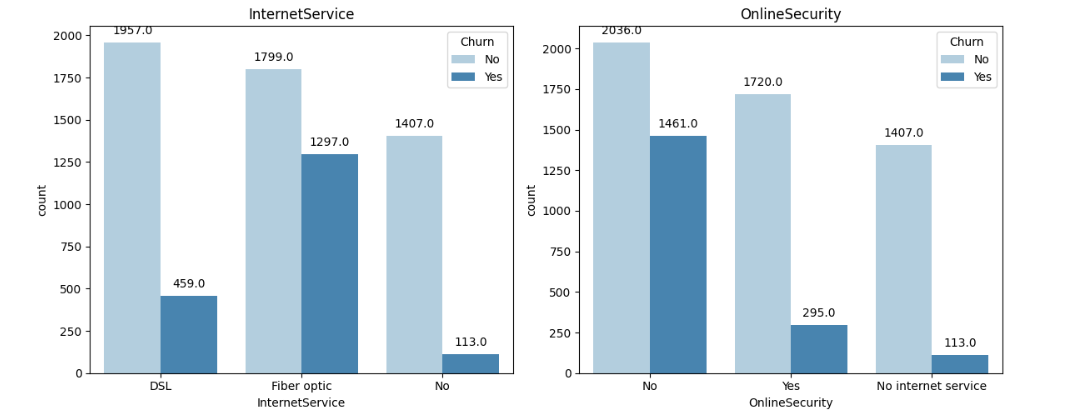 InternetService
2000
1750
1500
1250
1000
750
500
250
0
count
1957.0
459.0
1799.0
1297.0
1407.0
113.0
Churn
No
Yes
DSL Fiber optic No
InternetService
OnlineSecurity
2000
1750
1500
1250
1000
750
500
250
0
count
2036.0
1461.0
1720.0
295.0
1407.0
113.0
Churn
No
Yes
No Yes No internet service
OnlineSecurity